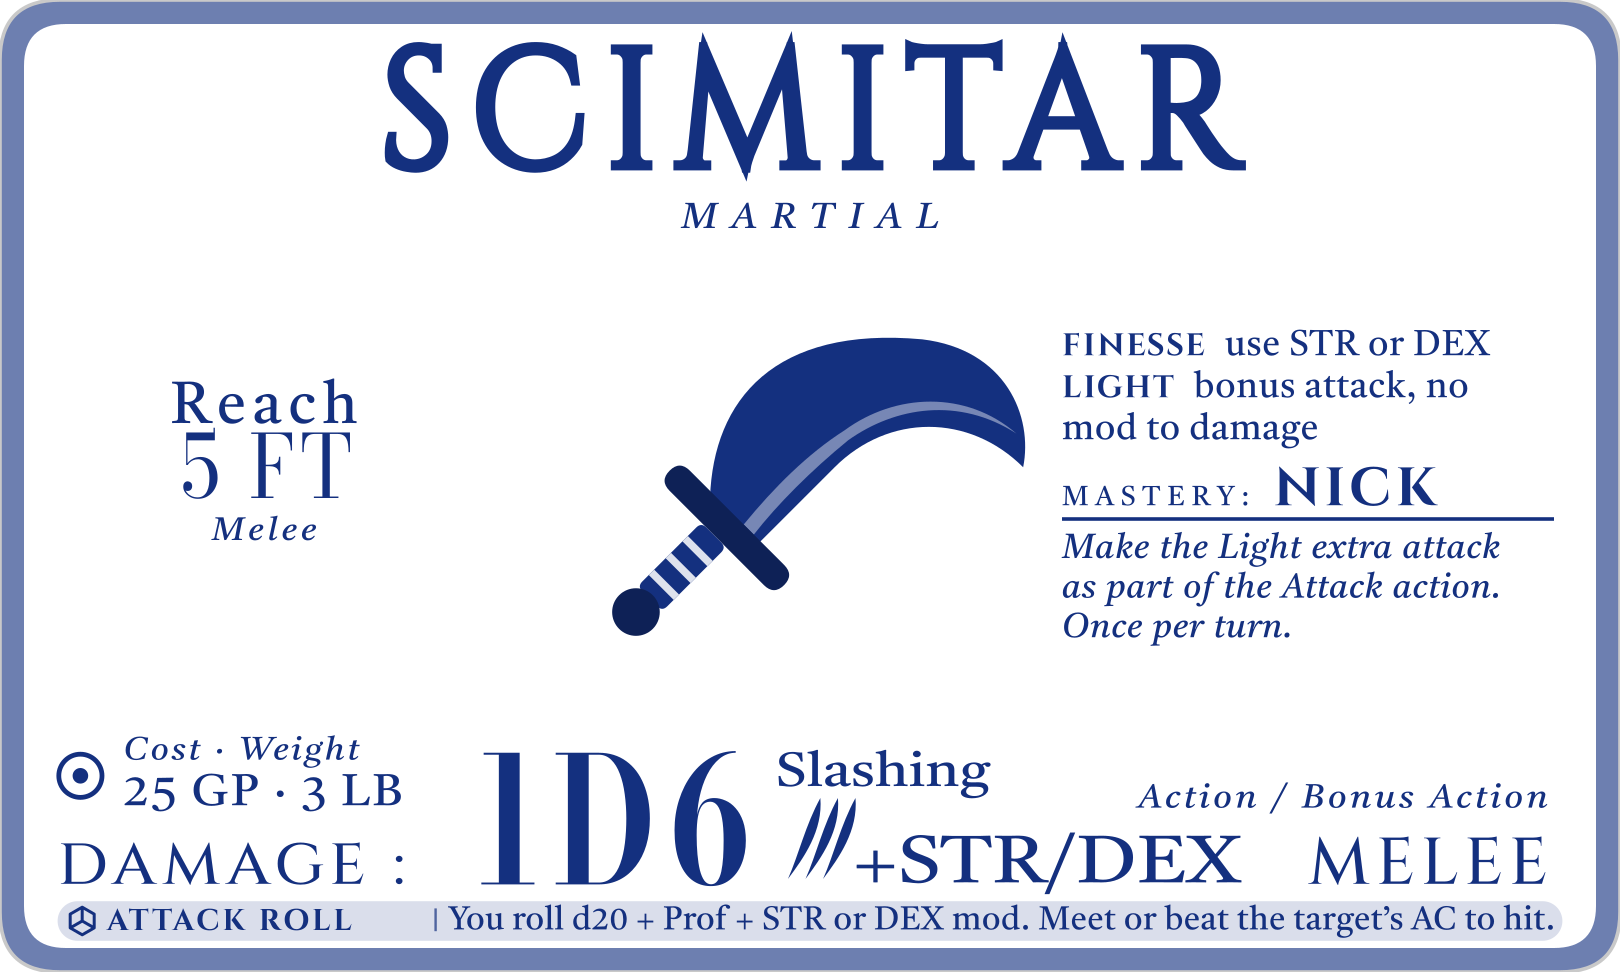 SCIMITAR
MARTIAL
Reach
5 FT
Melee
FINESSE use STR or DEX
LIGHT bonus attack, no
mod to damage
MASTERY: NICK
Make the Light extra attack
as part of the Attack action.
Once per turn.
Cost · Weight
25 GP · 3 LB
DAMAGE :
1D6
Slashing
+STR/DEX
Action / Bonus Action
MELEE
ATTACK ROLL | You roll d20 + Prof + STR or DEX mod. Meet or beat the target’s AC to hit.